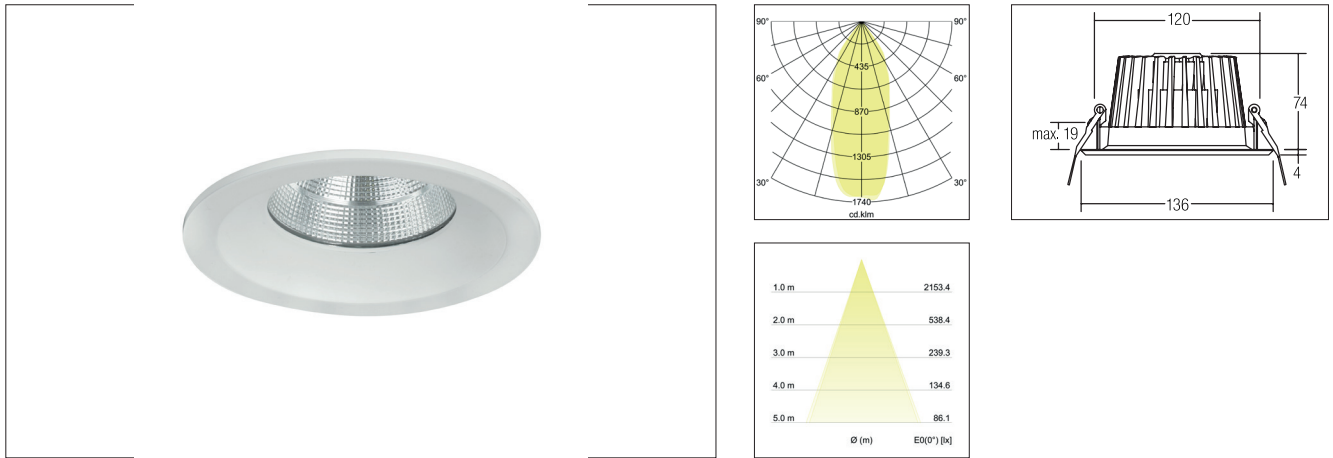 90° 90°
435
60° 60°
870
1305
30° 30°
1740
cd.klm
120
74
max. 19
4
136
1.0 m 2153.4
2.0 m 538.4
3.0 m 239.3
4.0 m 134.6
5.0 m 86.1
Ø (m) E0(0°) [lx]